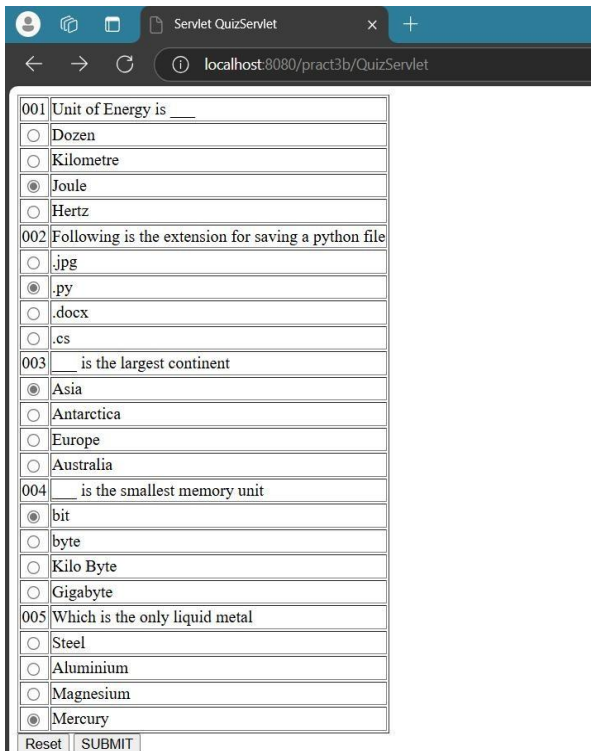 Servlet QuizServlet
localhost:8080/pract3b/QuizServlet
001 Unit of Energy is ___
Dozen
Kilometre
Joule
Hertz
002 Following is the extension for saving a python file
.jpg
.py
.docx
.cs
003 ___ is the largest continent
Asia
Antarctica
Europe
Australia
004 ___ is the smallest memory unit
bit
byte
Kilo Byte
Gigabyte
005 Which is the only liquid metal
Steel
Aluminium
Magnesium
Mercury
Reset SUBMIT